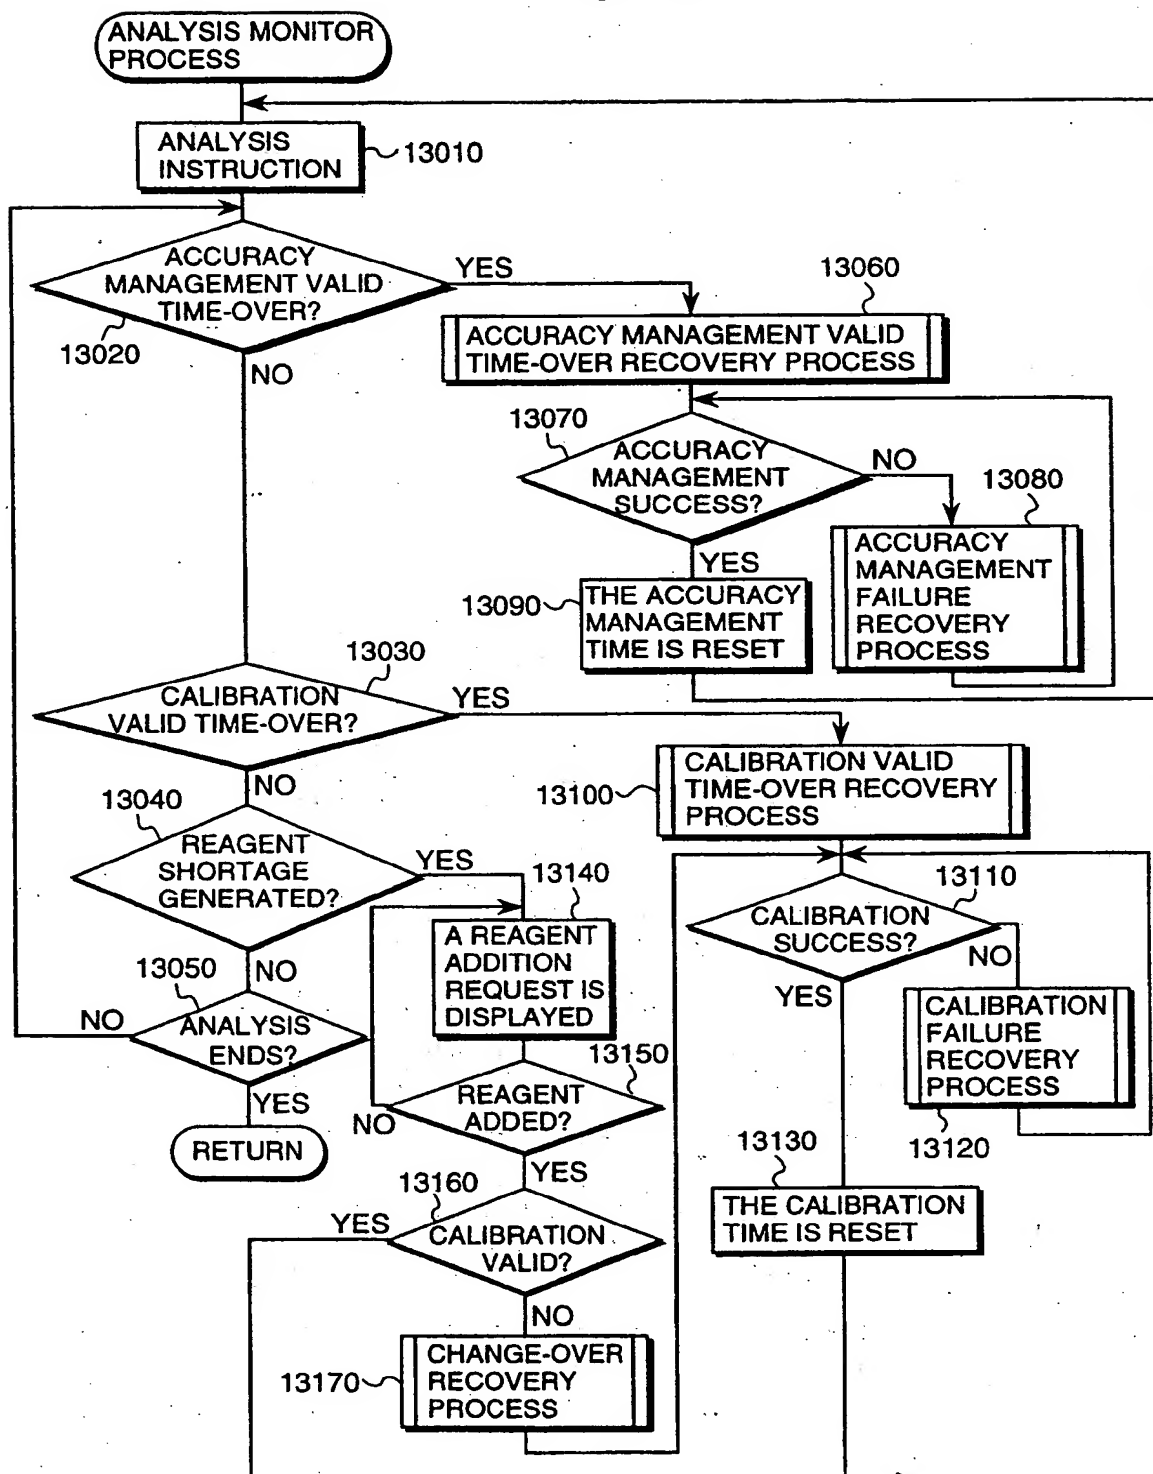 ANALYSIS MONITOR
PROCESS
ANALYSIS
INSTRUCTION
13010
ACCURACY
MANAGEMENT VALID
TIME-OVER?
YES
13020
NO
13060
ACCURACY MANAGEMENT VALID
TIME-OVER RECOVERY PROCESS
13070
ACCURACY
MANAGEMENT
SUCCESS?
NO
13080
YES
ACCURACY
MANAGEMENT
FAILURE
RECOVERY
PROCESS
13090
THE ACCURACY
MANAGEMENT
TIME IS RESET
13030
CALIBRATION
VALID TIME-OVER?
YES
NO
CALIBRATION VALID
TIME-OVER RECOVERY
PROCESS
13100
13040
REAGENT
SHORTAGE
GENERATED?
YES
NO
13140
A REAGENT
ADDITION
REQUEST IS
DISPLAYED
13110
CALIBRATION
SUCCESS?
NO
YES
13050
NO
ANALYSIS
ENDS?
YES
RETURN
CALIBRATION
FAILURE
RECOVERY
PROCESS
13120
13150
REAGENT
ADDED?
NO
YES
13130
THE CALIBRATION
TIME IS RESET
13160
YES
CALIBRATION
VALID?
NO
13170
CHANGE-OVER
RECOVERY
PROCESS